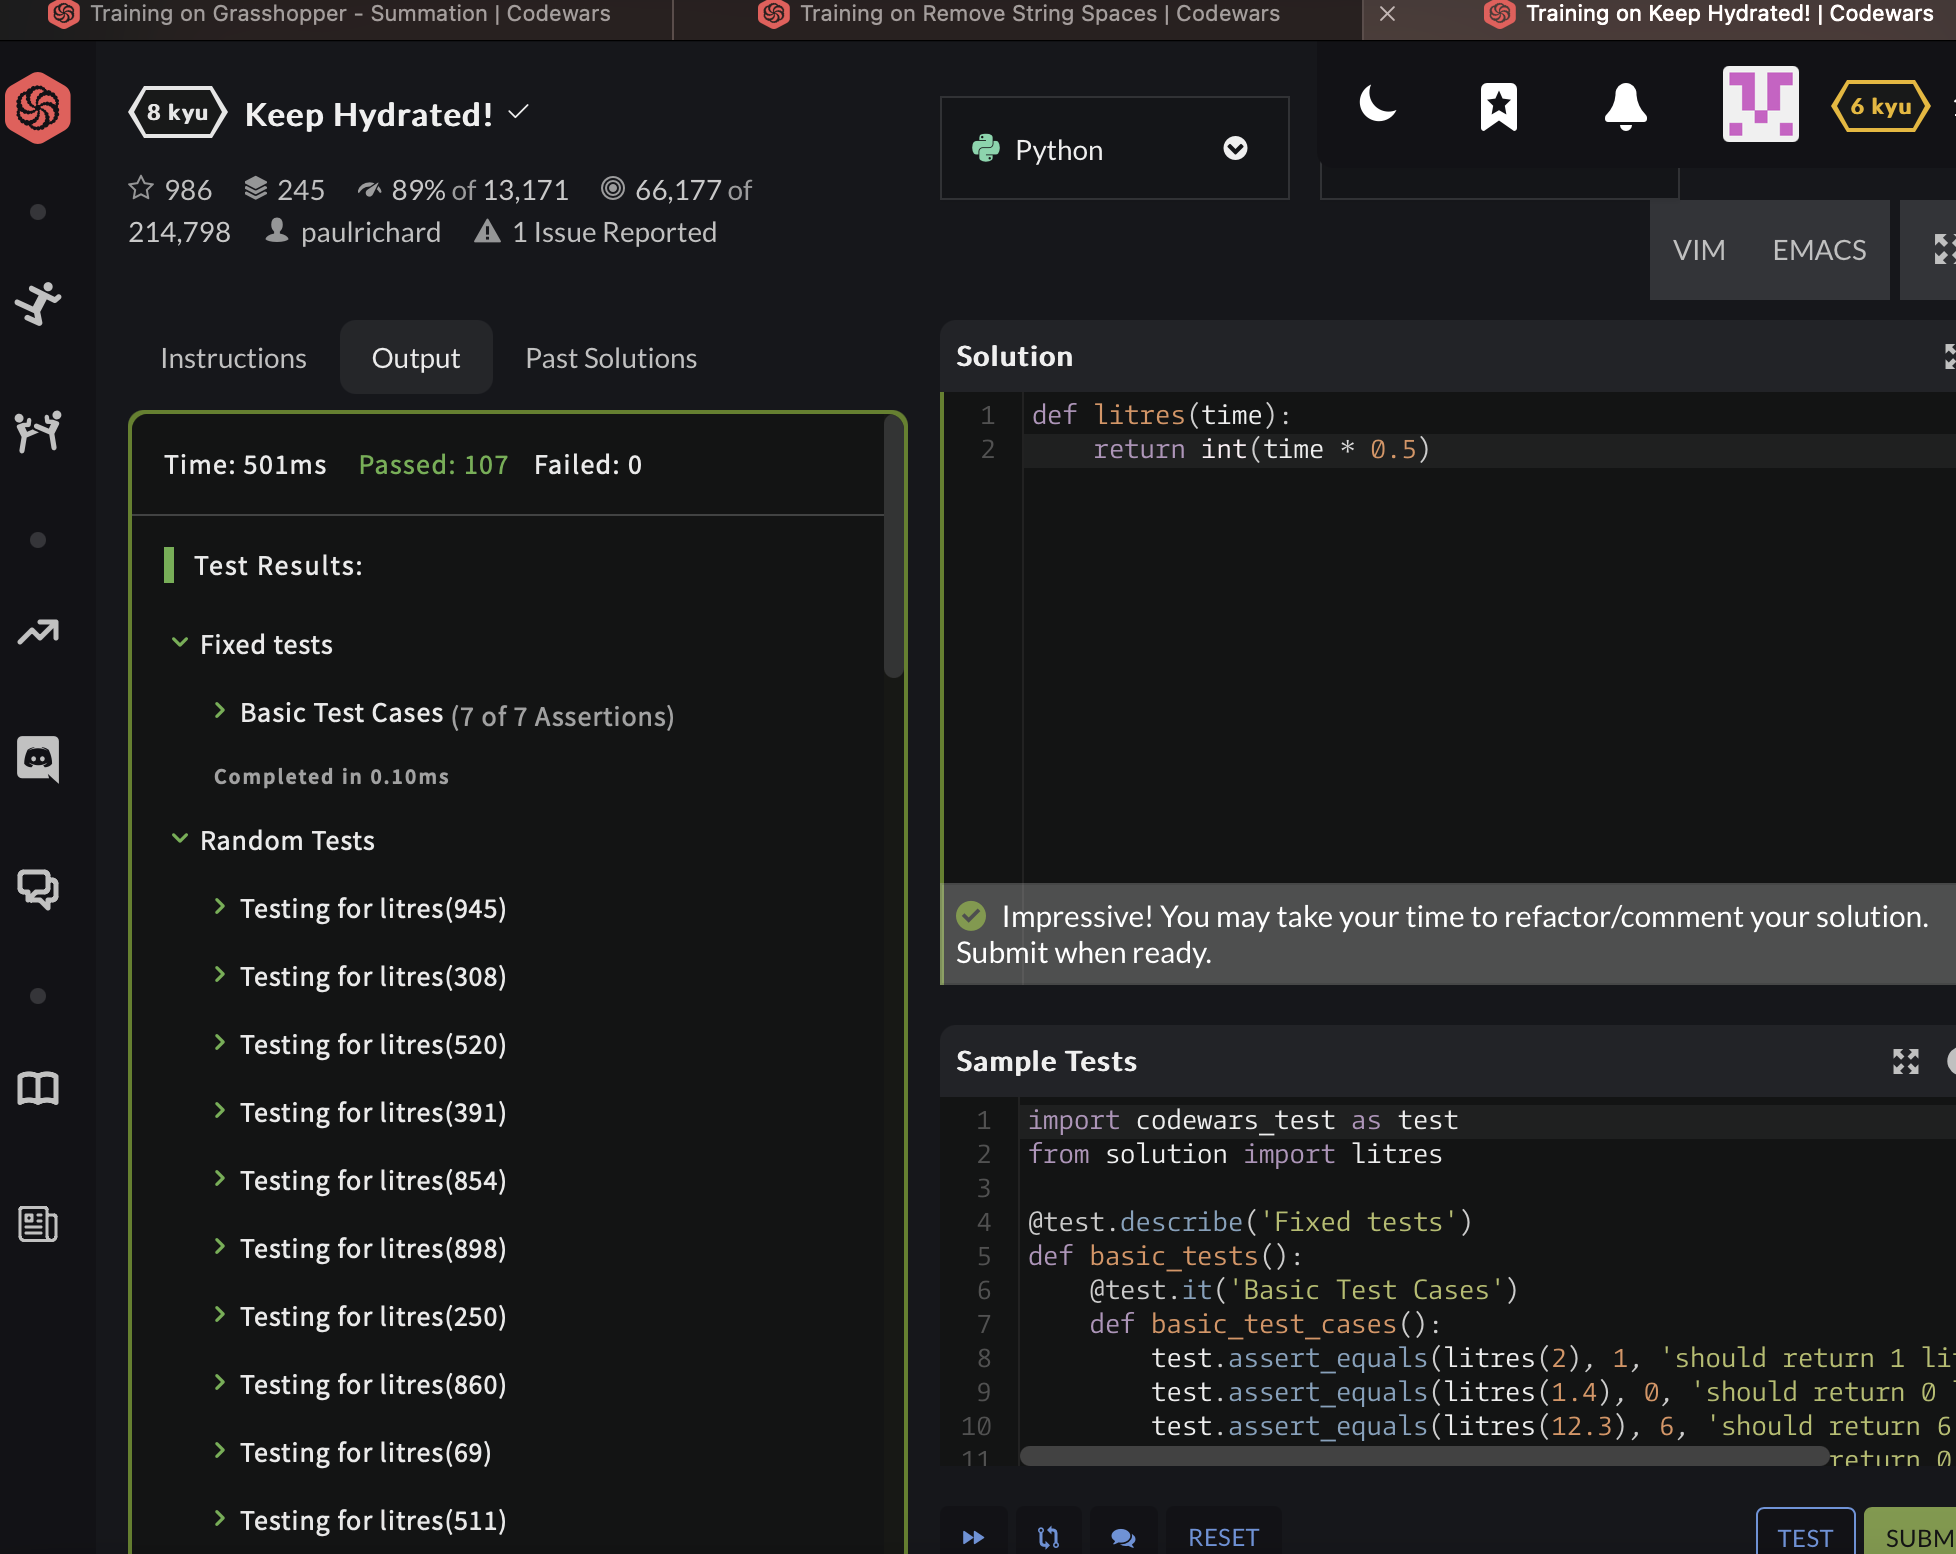 Training on Grasshopper - Summation | Codewars
Training on Remove String Spaces | Codewars
Training on Keep Hydrated! | Codewars
8 kyu
Keep Hydrated!
Python
6 kyu
986 245 89% of 13,171 66,177 of
214,798 paulrichard 1 Issue Reported
VIM EMACS
Instructions Output Past Solutions
Time: 501ms Passed: 107 Failed: 0
Test Results:
Fixed tests
Basic Test Cases (7 of 7 Assertions)
Completed in 0.10ms
Random Tests
Testing for litres(945)
Testing for litres(308)
Testing for litres(520)
Testing for litres(391)
Testing for litres(854)
Testing for litres(898)
Testing for litres(250)
Testing for litres(860)
Testing for litres(69)
Testing for litres(511)
Solution
1 def litres(time):
2     return int(time * 0.5)
Impressive! You may take your time to refactor/comment your solution.
Submit when ready.
Sample Tests
1 import codewars_test as test
2 from solution import litres
3
4 @test.describe('Fixed tests')
5 def basic_tests():
6     @test.it('Basic Test Cases')
7     def basic_test_cases():
8         test.assert_equals(litres(2), 1, 'should return 1 li
9         test.assert_equals(litres(1.4), 0, 'should return 0
10         test.assert_equals(litres(12.3), 6, 'should return 6
11 return 0
RESET TEST SUBM